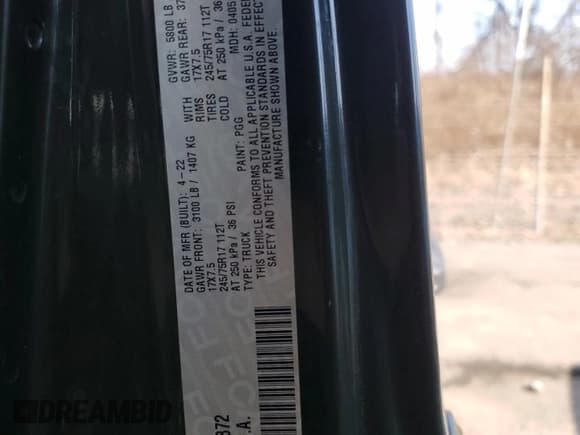 DATE OF MFR (BUILT): 4-22 GVWR: 5800 LB
GAWR FRONT: 3100 LB / 1407 KG WITH GAWR REAR: 37
17X7.5 RIMS 17X7.5
245/75R17 112T TIRES 245/75R17 112T
AT 250 kPa / 36 PSI COLD AT 250 kPa / 36
TYPE: TRUCK PAINT: PGG MDH: 0405
THIS VEHICLE CONFORMS TO ALL APPLICABLE U.S.A. FEDE
SAFETY AND THEFT PREVENTION STANDARDS IN EFFEC
MANUFACTURE SHOWN ABOVE.
372
.A.
DREAMBID